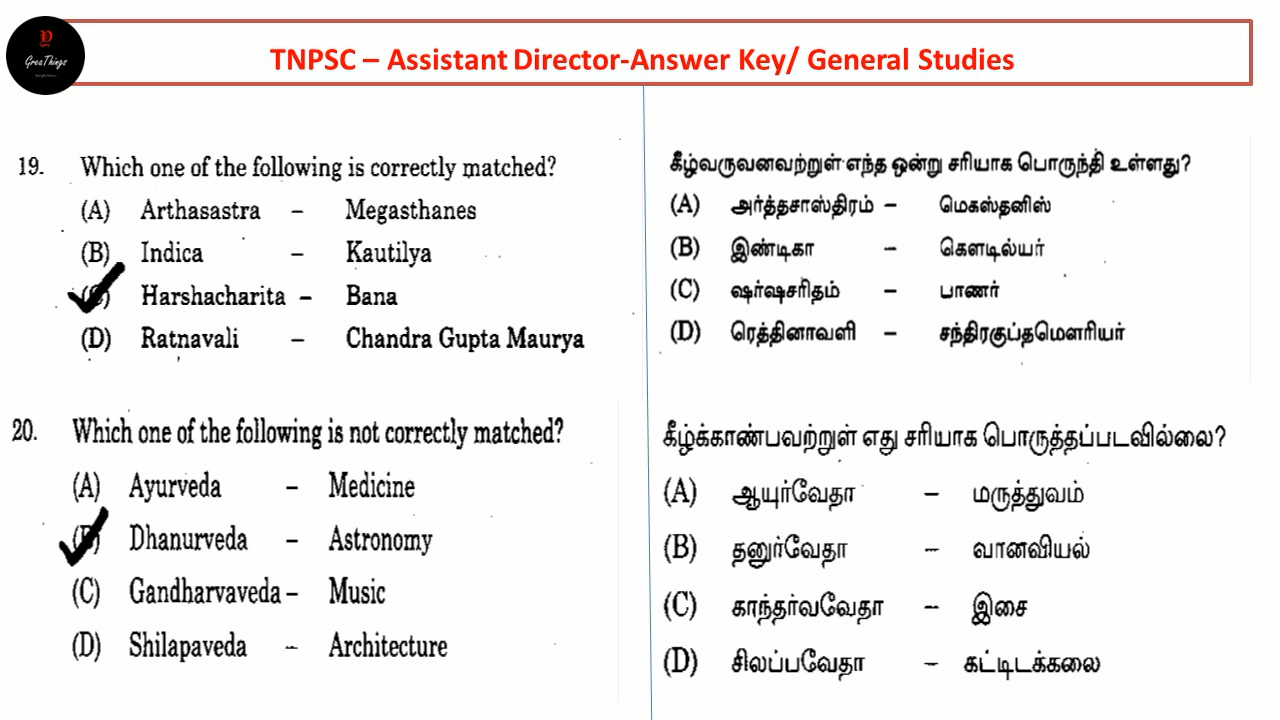 GreaThings
TNPSC – Assistant Director-Answer Key/ General Studies
19. Which one of the following is correctly matched?
(A) Arthasastra – Megasthanes
(B) Indica – Kautilya
(C) Harshacharita – Bana
(D) Ratnavali – Chandra Gupta Maurya
20. Which one of the following is not correctly matched?
(A) Ayurveda – Medicine
(B) Dhanurveda – Astronomy
(C) Gandharvaveda – Music
(D) Shilapaveda – Architecture
கீழ்வருவனவற்றுள் எந்த ஒன்று சரியாக பொருந்தி உள்ளது?
(A) அர்த்தசாஸ்திரம் – மெகஸ்தனிஸ்
(B) இண்டிகா – கௌடில்யர்
(C) ஷர்ஷசரிதம் – பாணர்
(D) ரெத்தினாவளி – சந்திரகுப்தமௌரியர்
கீழ்க்காண்பவற்றுள் எது சரியாக பொருத்தப்படவில்லை?
(A) ஆயுர்வேதா – மருத்துவம்
(B) தனுர்வேதா – வானவியல்
(C) காந்தர்வவேதா – இசை
(D) சிலப்பவேதா – கட்டிடக்கலை